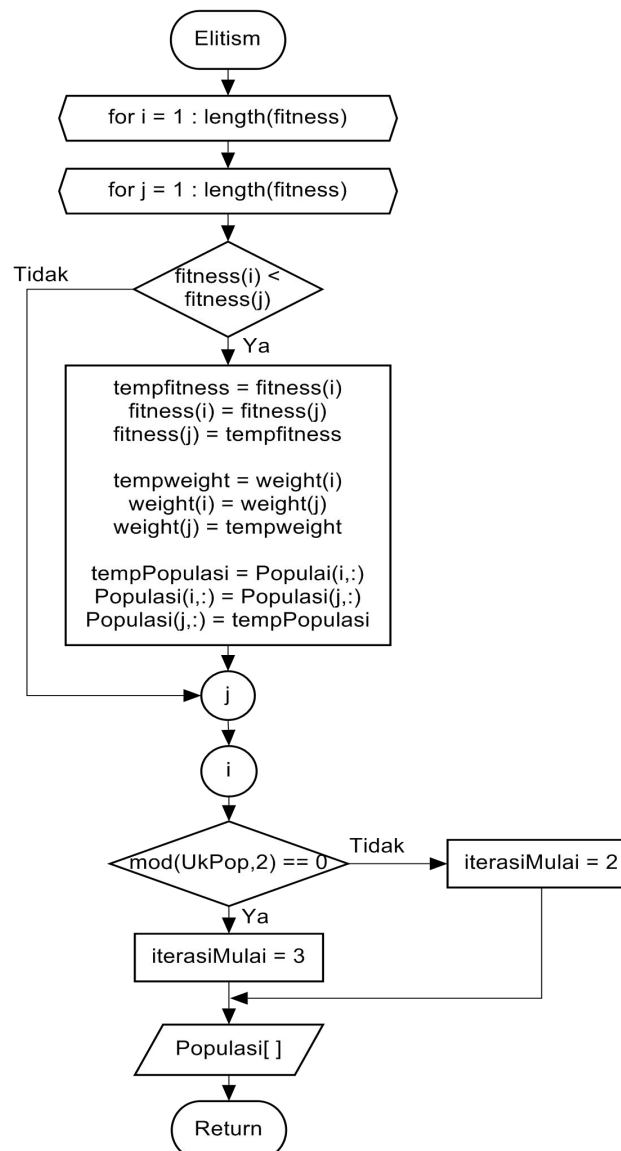 Elitism
for i = 1 : length(fitness)
for j = 1 : length(fitness)
Tidak
fitness(i) <
fitness(j)
Ya
tempfitness = fitness(i)
fitness(i) = fitness(j)
fitness(j) = tempfitness
tempweight = weight(i)
weight(i) = weight(j)
weight(j) = tempweight
tempPopulasi = Populai(i,:)
Populasi(i,:) = Populasi(j,:)
Populasi(j,:) = tempPopulasi
j
i
mod(UkPop,2) == 0
Tidak
iterasiMulai = 2
Ya
iterasiMulai = 3
Populasi[ ]
Return